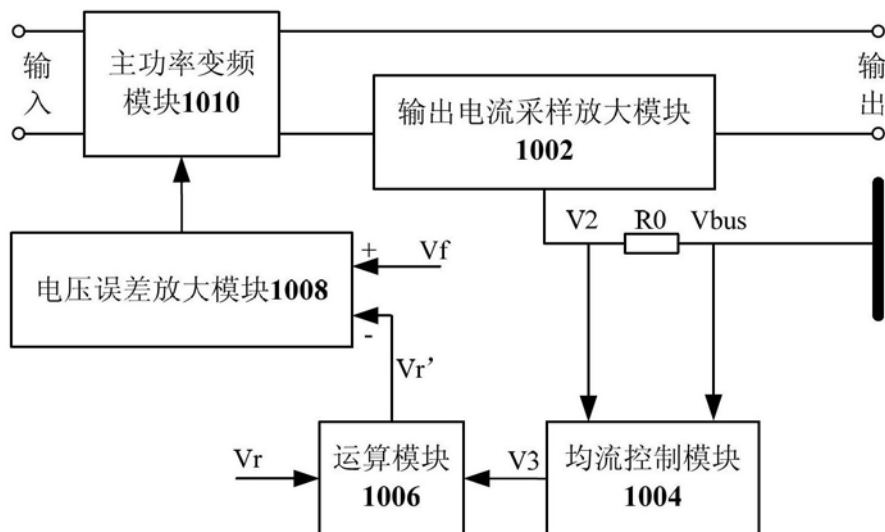 输入
主功率变频
模块1010
输出电流采样放大模块
1002
输出
V2
R0
Vbus
电压误差放大模块1008
+
Vf
-
Vr’
Vr
运算模块
1006
V3
均流控制模块
1004